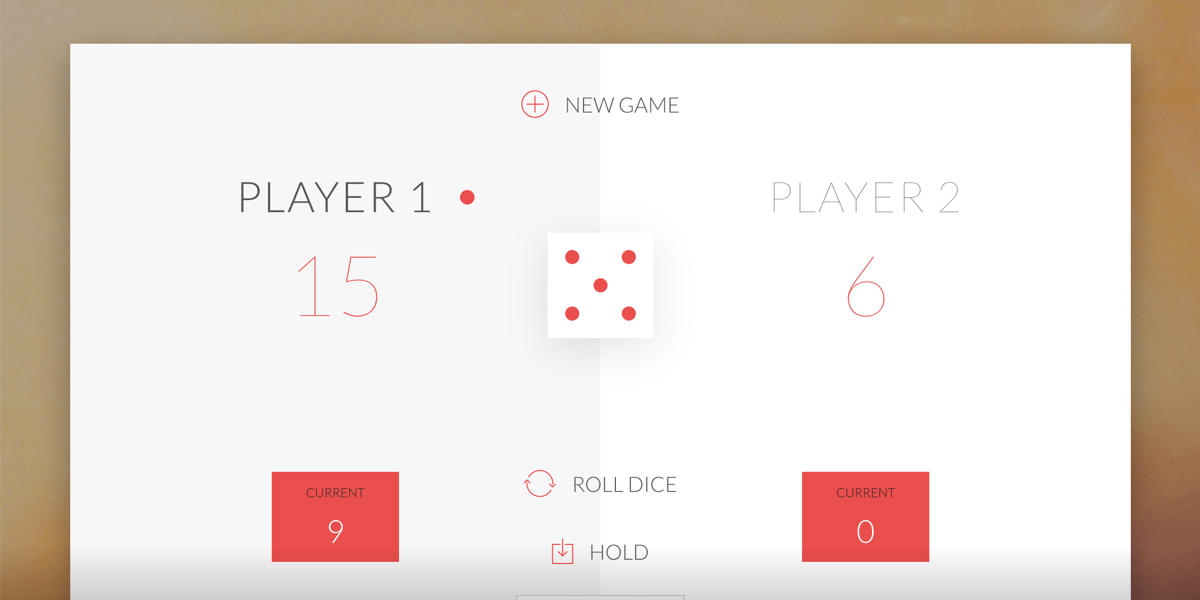 NEW GAME
PLAYER 1
PLAYER 2
15
6
CURRENT
9
ROLL DICE
HOLD
CURRENT
0